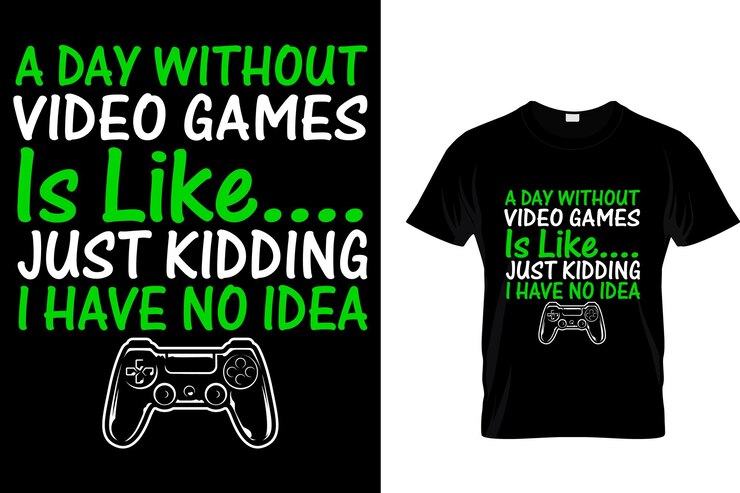 A DAY WITHOUT
VIDEO GAMES
Is Like....
JUST KIDDING
I HAVE NO IDEA
A DAY WITHOUT
VIDEO GAMES
Is Like....
JUST KIDDING
I HAVE NO IDEA